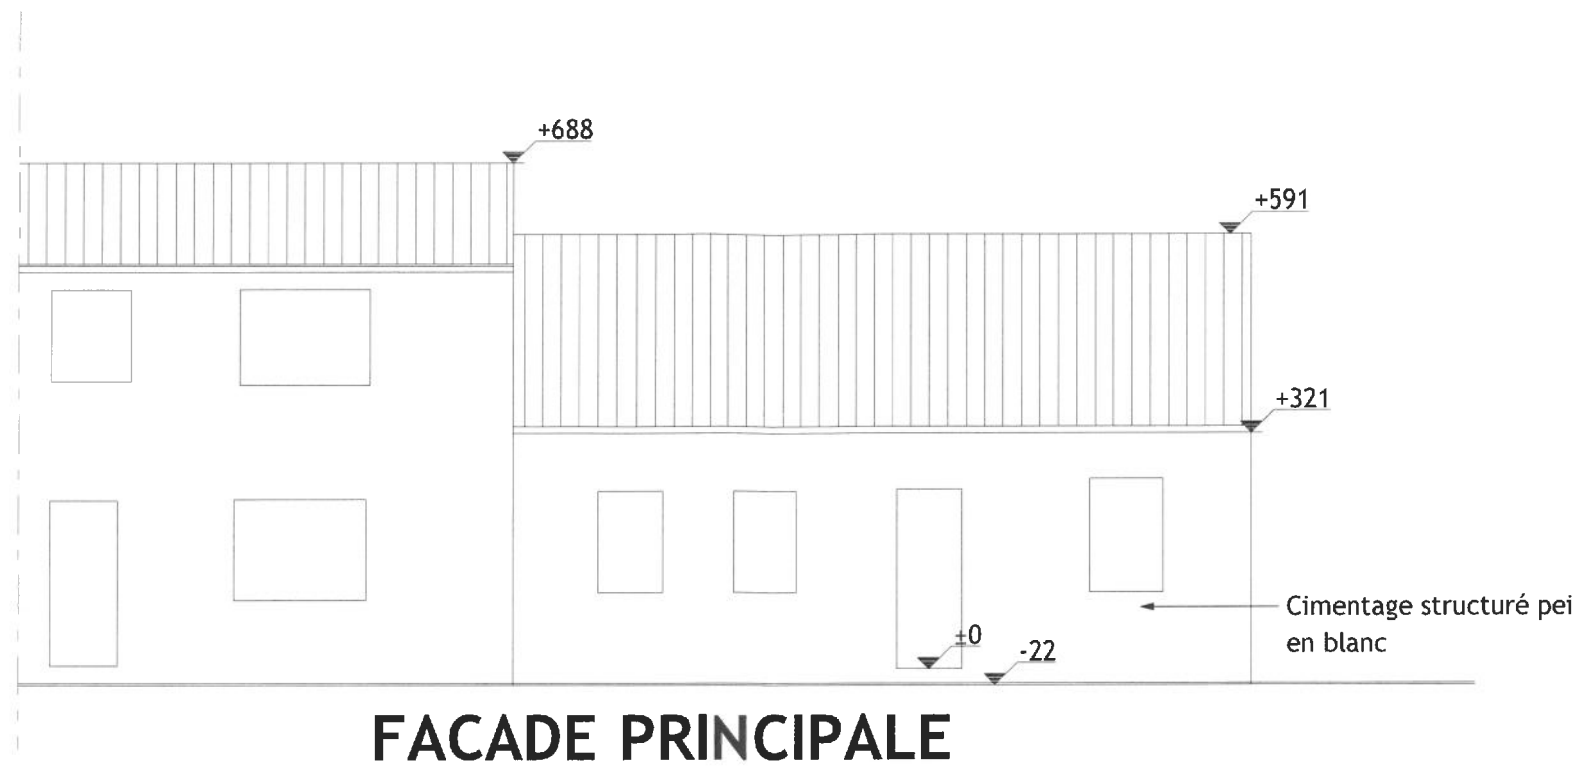 +688
+591
+321
Cimentage structuré pei
en blanc
±0
-22
FACADE PRINCIPALE